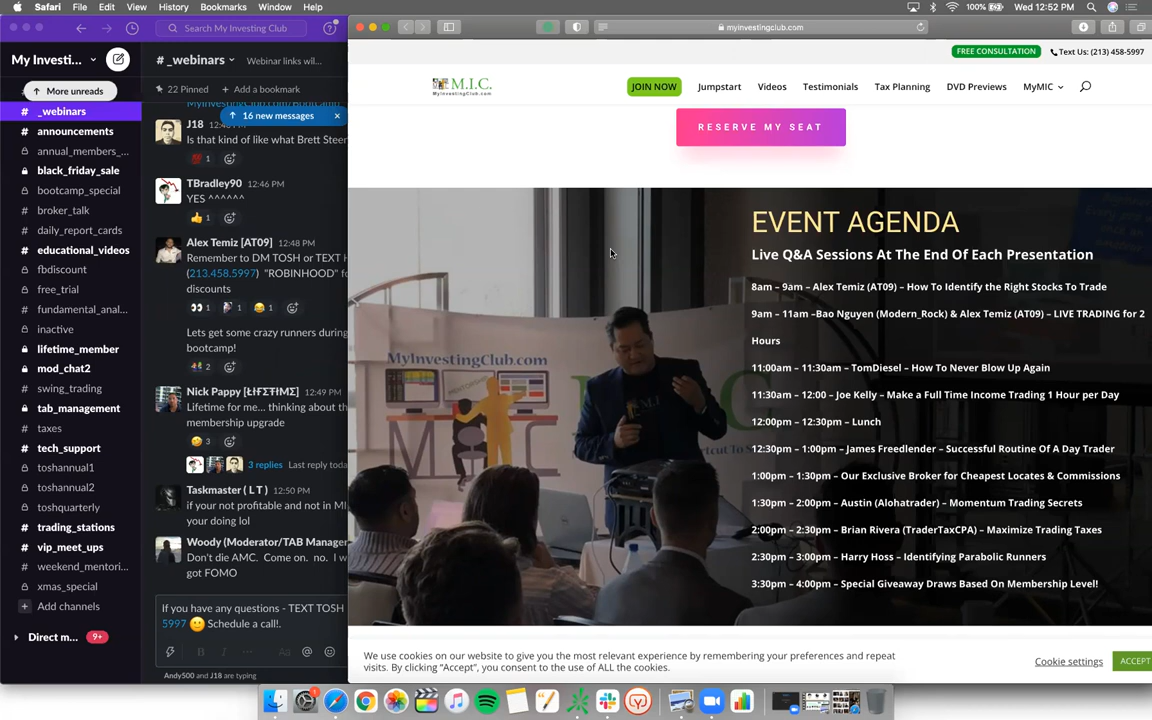 Safari File Edit View History Bookmarks Window Help
100% Wed 12:52 PM
Search My Investing Club
myinvestingclub.com
My Investi...
# _webinars
Webinar links wil...
More unreads
22 Pinned
Add a bookmark
# _webinars
# announcements
annual_members_...
black_friday_sale
bootcamp_special
# broker_talk
# daily_report_cards
# educational_videos
fbdiscount
# free_trial
# fundamental_anal...
inactive
lifetime_member
mod_chat2
# swing_trading
# tab_management
# taxes
# tech_support
toshannual1
toshannual2
toshquarterly
# trading_stations
# vip_meet_ups
# weekend_mentori...
xmas_special
Add channels
Direct m... 9+
16 new messages
J18
Is that kind of like what Brett Steen
1
TBradley90 12:46 PM
YES ^^^^^^
1
Alex Temiz [AT09] 12:48 PM
Remember to DM TOSH or TEXT
(213.458.5997) "ROBINHOOD"
discounts
1 1 2
Lets get some crazy runners during
bootcamp!
2
Nick Pappy 12:49 PM
Lifetime for me... thinking about th
membership upgrade
3
3 replies Last reply toda
Taskmaster ( L T ) 12:50 PM
if your not profitable and not in MI
your doing lol
Woody (Moderator/TAB Manager
Don't die AMC. Come on. no. I w
got FOMO
If you have any questions - TEXT TOSH
5997 Schedule a call!.
Andy500 and J18 are typing
FREE CONSULTATION
Text Us: (213) 458-5997
M.I.C.
MyInvestingClub.com
JOIN NOW
Jumpstart
Videos
Testimonials
Tax Planning
DVD Previews
MyMIC
RESERVE MY SEAT
EVENT AGENDA
Live Q&A Sessions At The End Of Each Presentation
8am – 9am – Alex Temiz (AT09) – How To Identify the Right Stocks To Trade
9am – 11am –Bao Nguyen (Modern_Rock) & Alex Temiz (AT09) – LIVE TRADING for 2
Hours
11:00am – 11:30am – TomDiesel – How To Never Blow Up Again
11:30am – 12:00 – Joe Kelly – Make a Full Time Income Trading 1 Hour per Day
12:00pm – 12:30pm – Lunch
12:30pm – 1:00pm – James Freedlender – Successful Routine Of A Day Trader
1:00pm – 1:30pm – Our Exclusive Broker for Cheapest Locates & Commissions
1:30pm – 2:00pm – Austin (Alohatrader) – Momentum Trading Secrets
2:00pm – 2:30pm – Brian Rivera (TraderTaxCPA) – Maximize Trading Taxes
2:30pm – 3:00pm – Harry Hoss – Identifying Parabolic Runners
3:30pm – 4:00pm – Special Giveaway Draws Based On Membership Level!
MyInvestingClub.com
We use cookies on our website to give you the most relevant experience by remembering your preferences and repeat
visits. By clicking "Accept", you consent to the use of ALL the cookies.
Cookie settings
ACCEPT